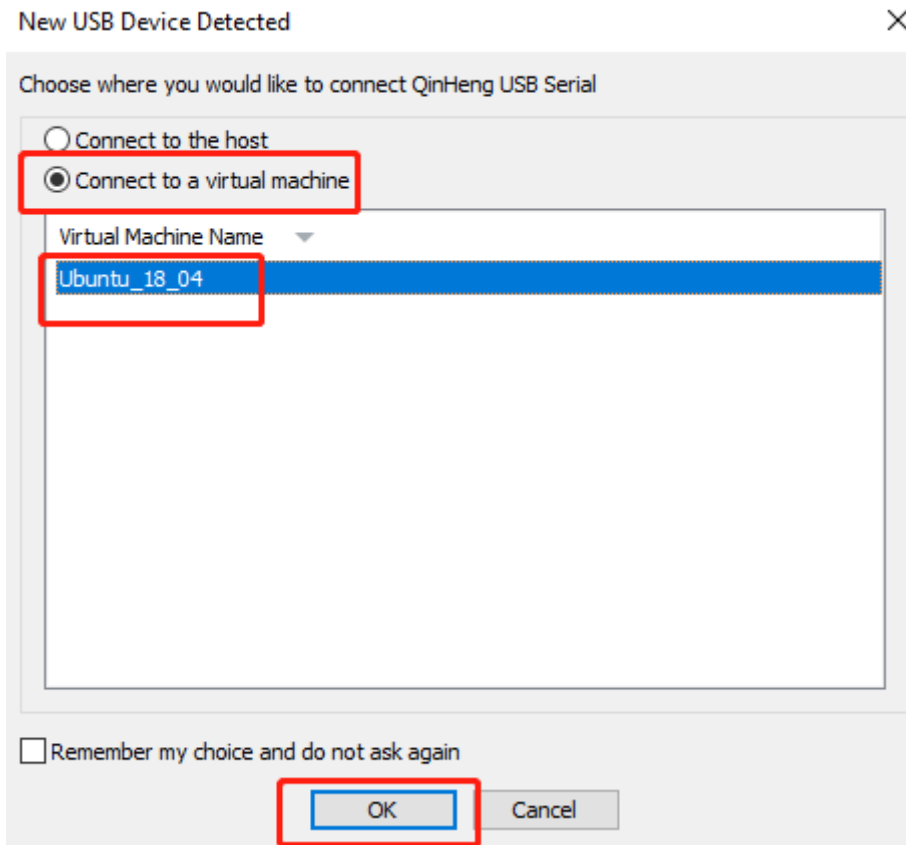 New USB Device Detected
Choose where you would like to connect QinHeng USB Serial
Connect to the host
Connect to a virtual machine
Virtual Machine Name
Ubuntu_18_04
Remember my choice and do not ask again
OK Cancel